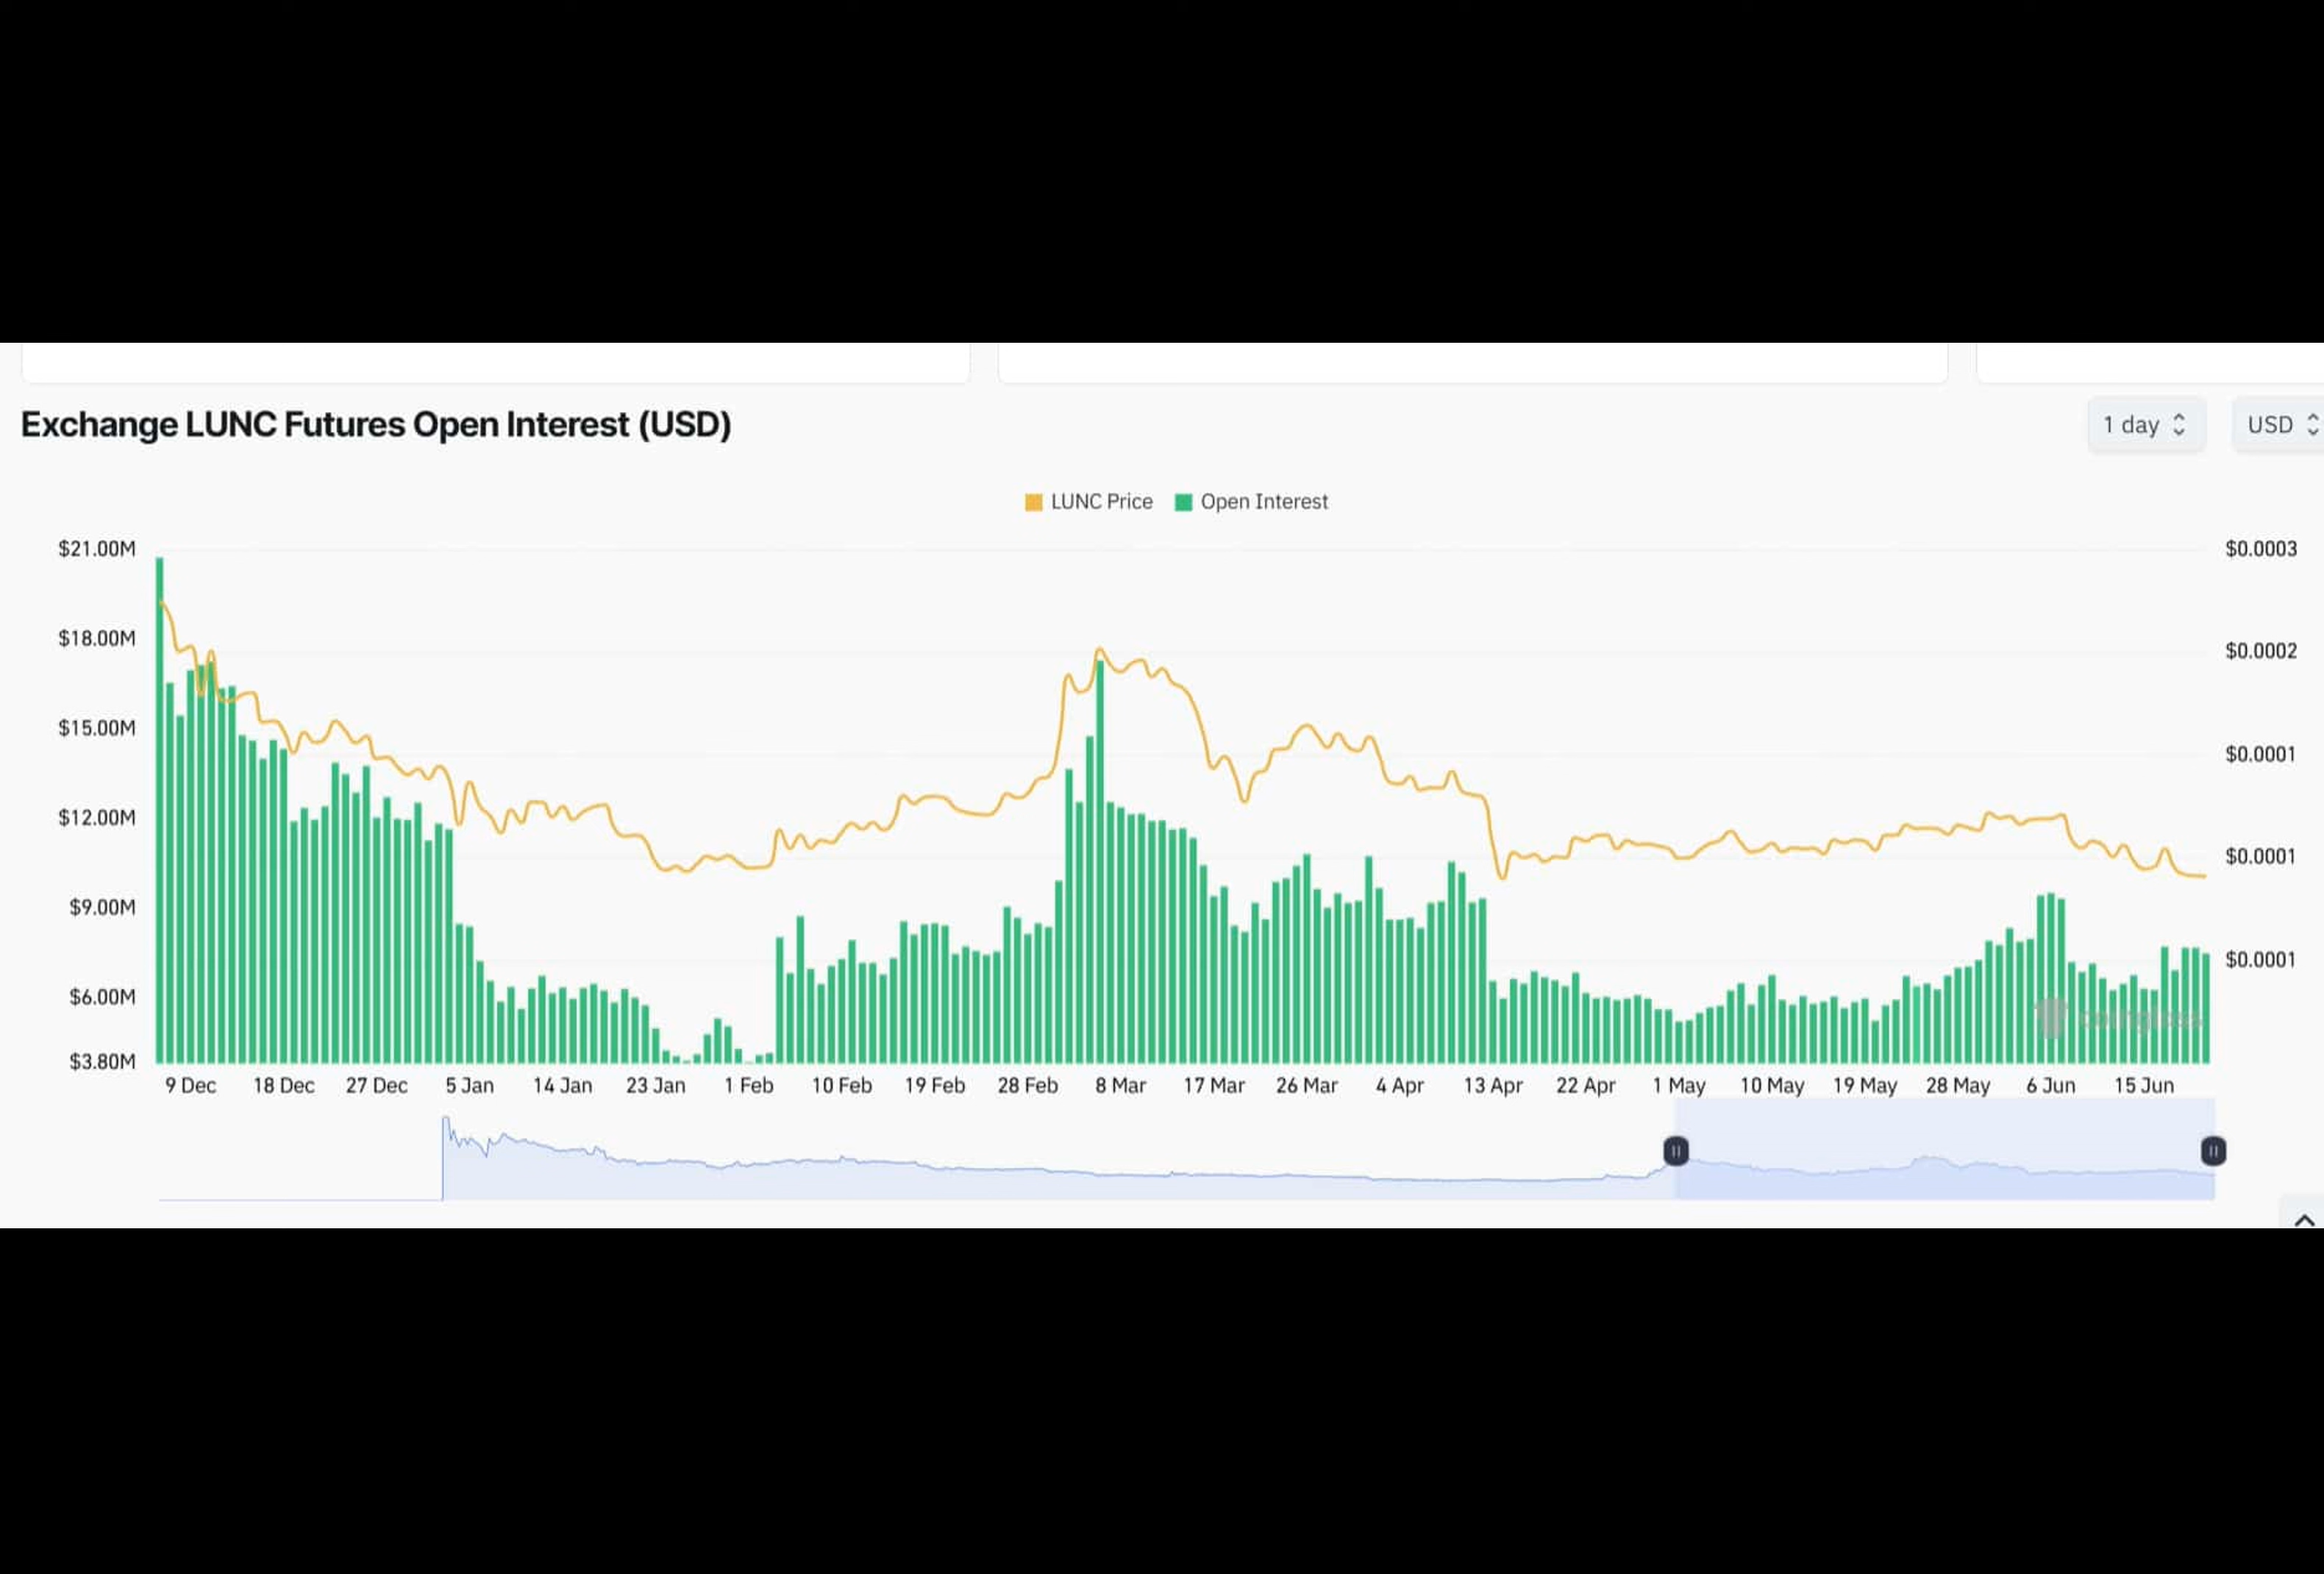 Exchange LUNC Futures Open Interest (USD)
1 day
USD
LUNC Price
Open Interest
$21.00M
$18.00M
$15.00M
$12.00M
$9.00M
$6.00M
$3.80M
$0.0003
$0.0002
$0.0001
$0.0001
$0.0001
9 Dec
18 Dec
27 Dec
5 Jan
14 Jan
23 Jan
1 Feb
10 Feb
19 Feb
28 Feb
8 Mar
17 Mar
26 Mar
4 Apr
13 Apr
22 Apr
1 May
10 May
19 May
28 May
6 Jun
15 Jun